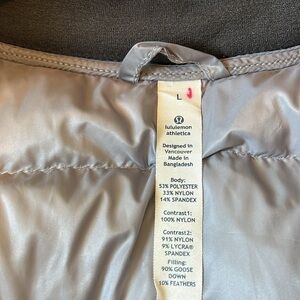 L
lululemon
athletica
Designed in
Vancouver
Made in
Bangladesh
Body:
53% POLYESTER
33% NYLON
14% SPANDEX
Contrast1:
100% NYLON
Contrast2:
91% NYLON
9% LYCRA®
SPANDEX
Filling:
90% GOOSE
DOWN
10% FEATHERS